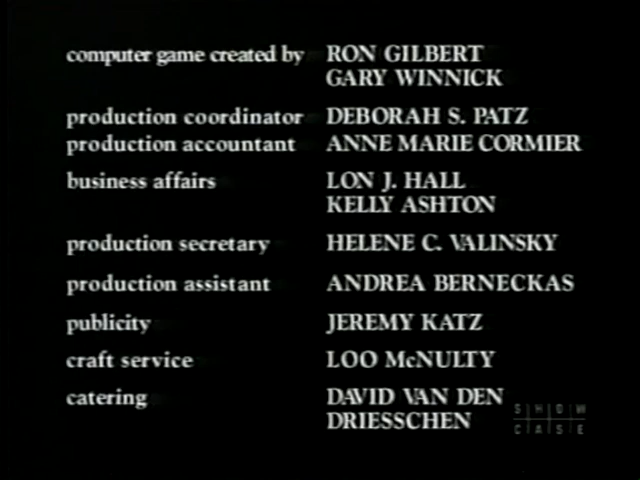 computer game created by RON GILBERT
GARY WINNICK
production coordinator DEBORAH S. PATZ
production accountant ANNE MARIE CORMIER
business affairs LON J. HALL
KELLY ASHTON
production secretary HELENE C. VALINSKY
production assistant ANDREA BERNECKAS
publicity JEREMY KATZ
craft service LOO McNULTY
catering DAVID VAN DEN
DRIESSCHEN
SHOW
CASE